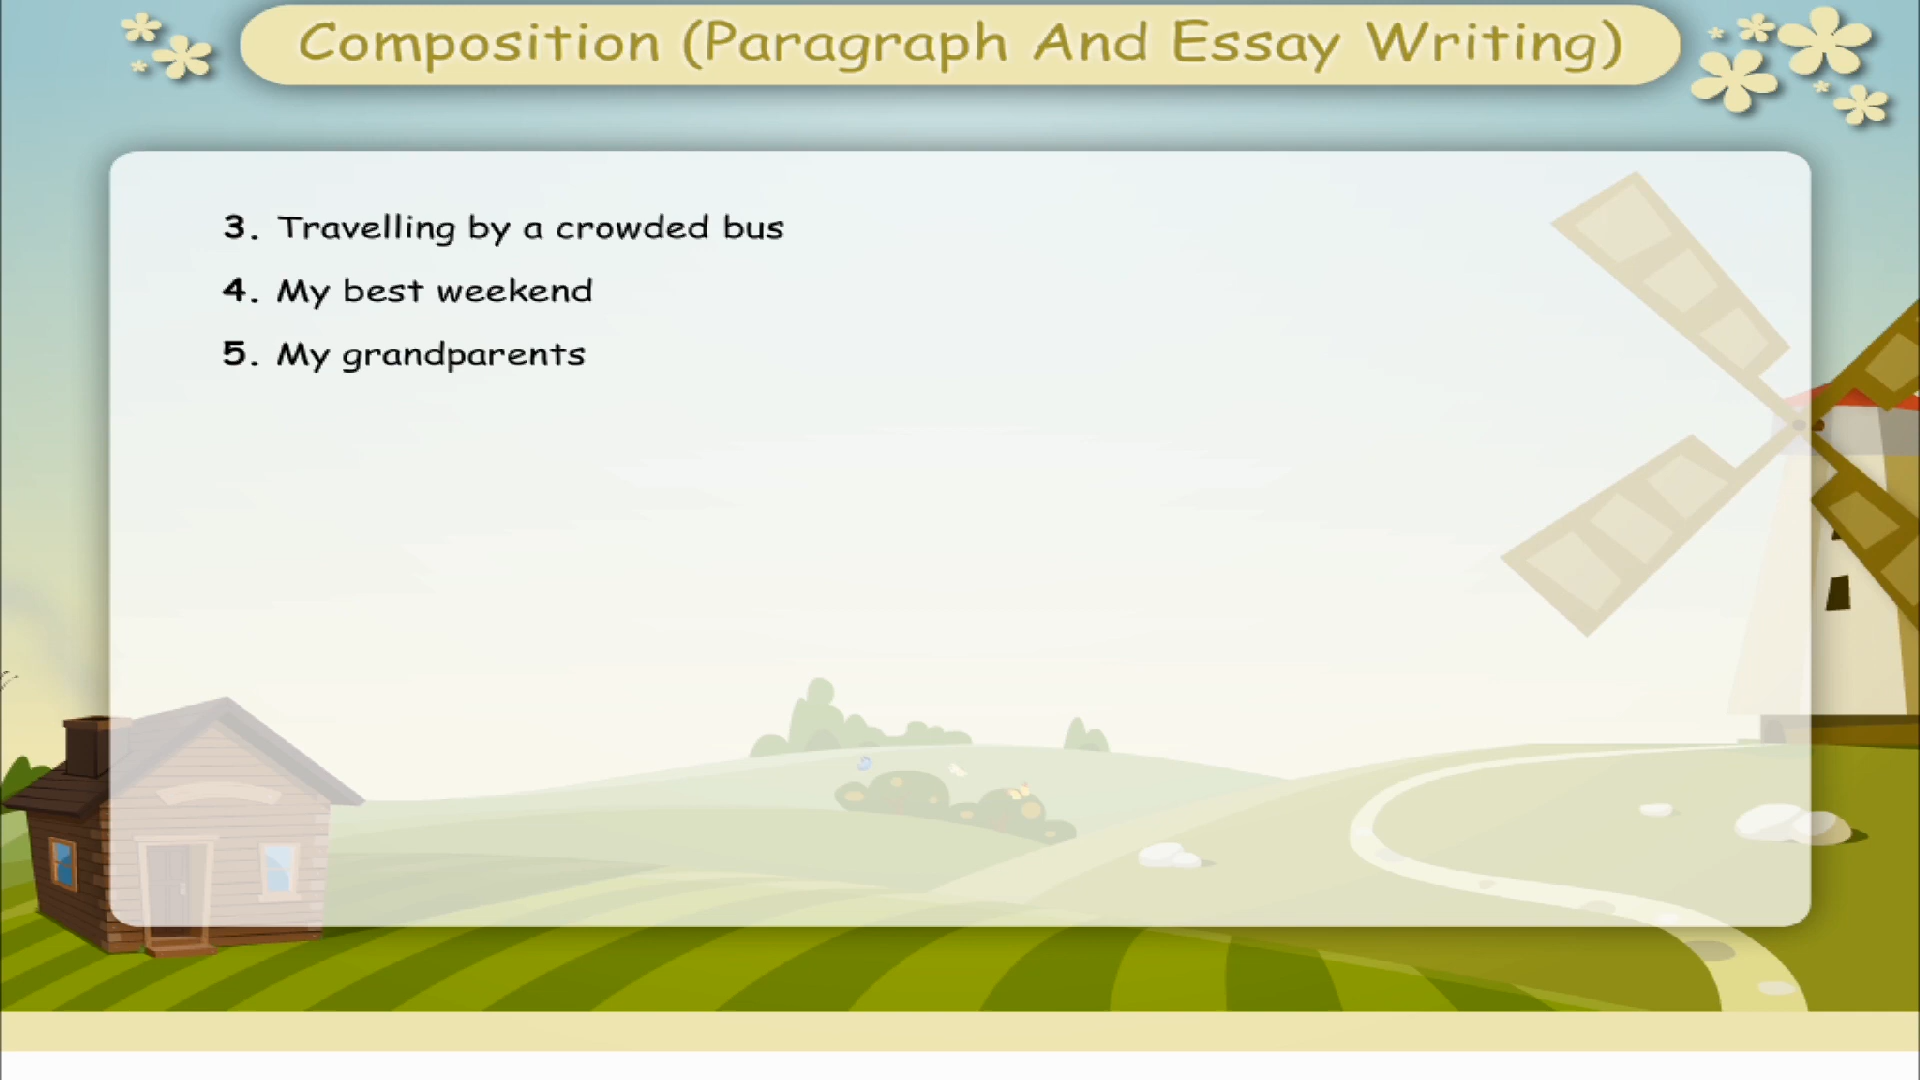 Composition (Paragraph And Essay Writing)
3. Travelling by a crowded bus
4. My best weekend
5. My grandparents